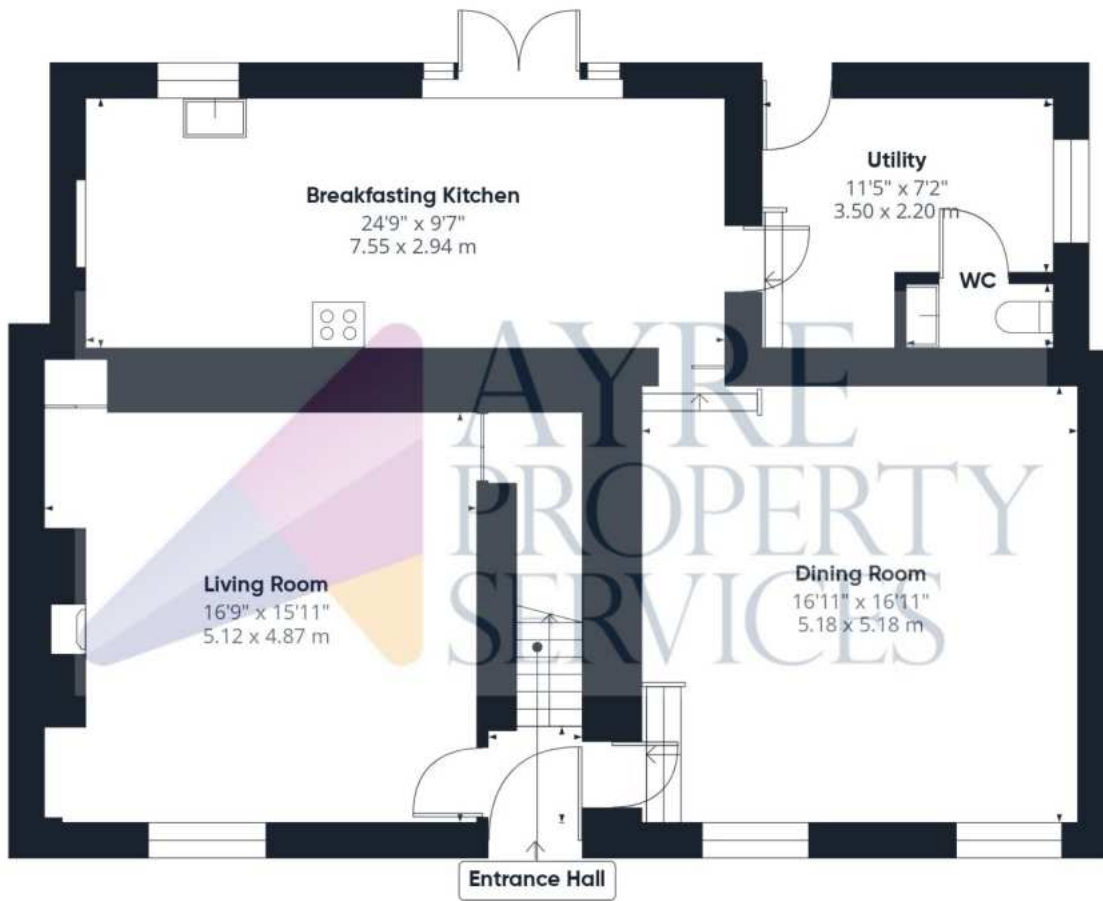 Breakfasting Kitchen
24'9" x 9'7"
7.55 x 2.94 m
Utility
11'5" x 7'2"
3.50 x 2.20 m
WC
AYRE
PROPERTY
SERVICES
Living Room
16'9" x 15'11"
5.12 x 4.87 m
Dining Room
16'11" x 16'11"
5.18 x 5.18 m
Entrance Hall